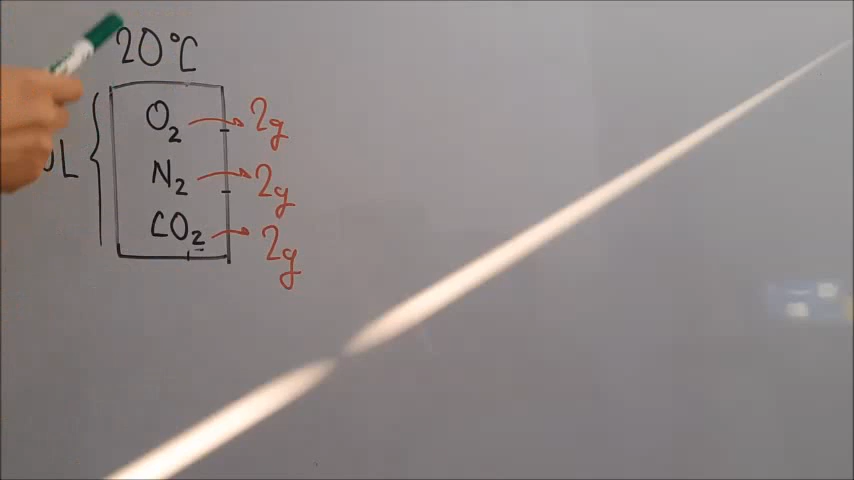 20°C
O₂ → 2g
N₂ → 2g
CO₂ → 2g